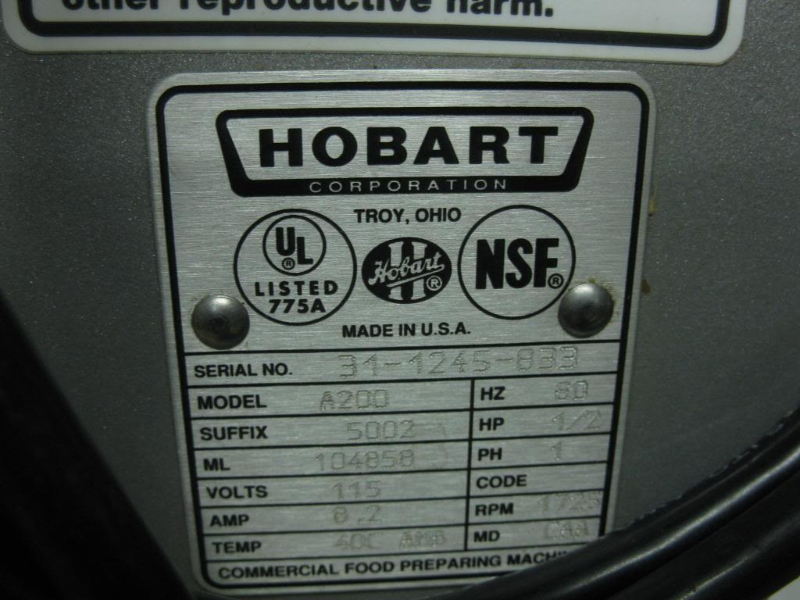 other reproductive harm.
HOBART
CORPORATION
TROY, OHIO
UL ®
LISTED
775A
Hobart ®
NSF®
MADE IN U.S.A.
SERIAL NO. 31-1245-833
MODEL A200 HZ 60
SUFFIX 5002 HP 1/2
ML 104858 PH 1
VOLTS 115 CODE
AMP 8.2 RPM 1725
TEMP 40C AMB MD
COMMERCIAL FOOD PREPARING